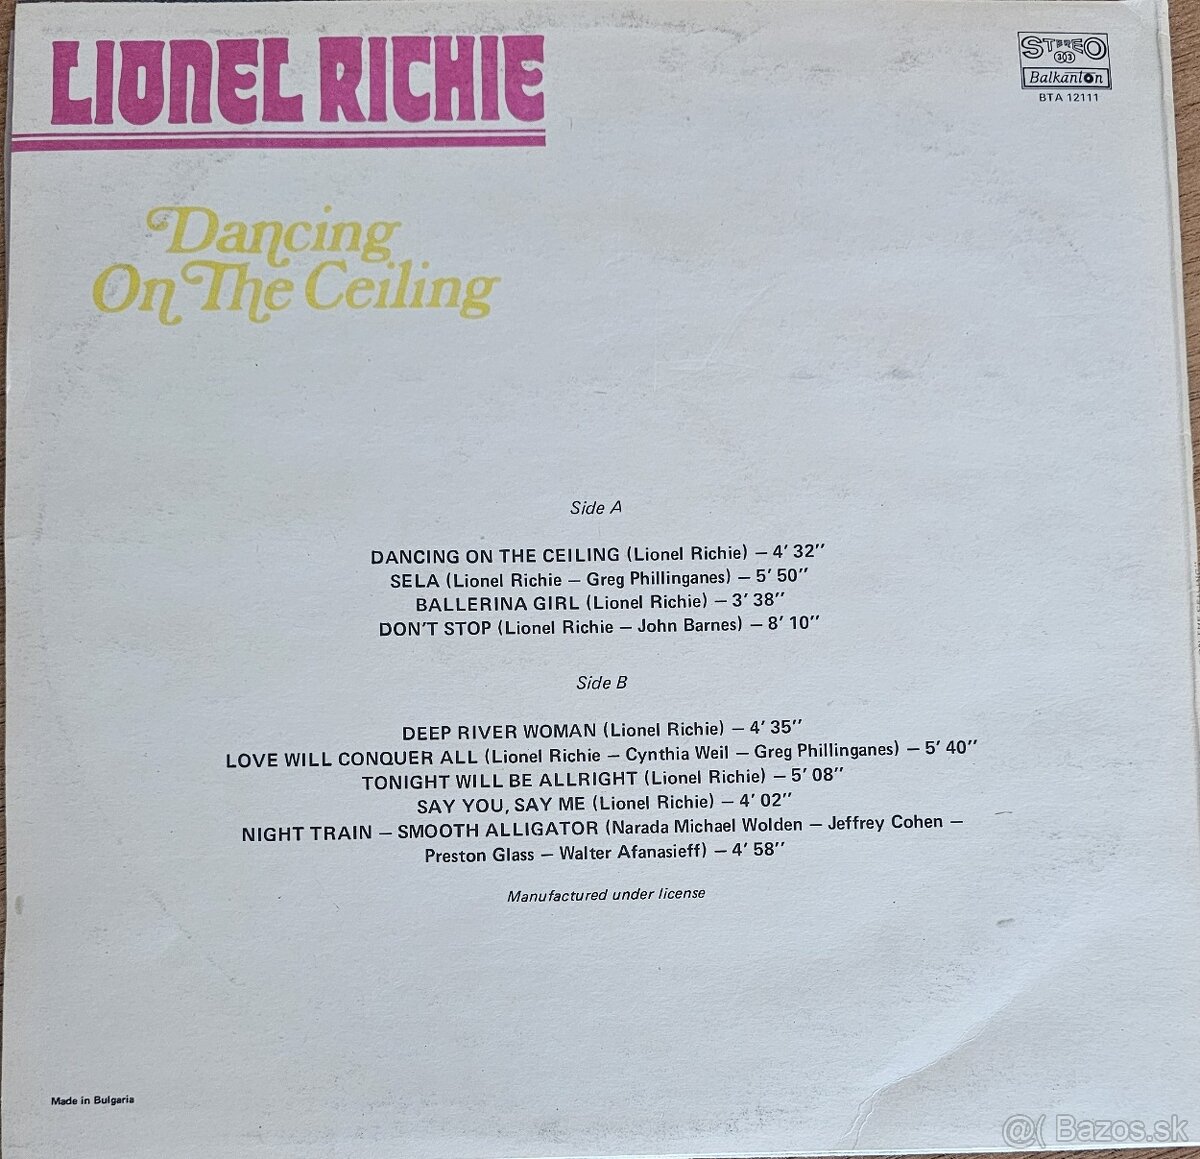 LIONEL RICHIE
STEREO
303
Balkanton
BTA 12111
Dancing
On The Ceiling
Side A
DANCING ON THE CEILING (Lionel Richie) — 4' 32''
SELA (Lionel Richie — Greg Phillinganes) — 5' 50''
BALLERINA GIRL (Lionel Richie) — 3' 38''
DON'T STOP (Lionel Richie — John Barnes) — 8' 10''
Side B
DEEP RIVER WOMAN (Lionel Richie) — 4' 35''
LOVE WILL CONQUER ALL (Lionel Richie — Cynthia Weil — Greg Phillinganes) — 5' 40''
TONIGHT WILL BE ALLRIGHT (Lionel Richie) — 5' 08''
SAY YOU, SAY ME (Lionel Richie) — 4' 02''
NIGHT TRAIN — SMOOTH ALLIGATOR (Narada Michael Wolden — Jeffrey Cohen —
Preston Glass — Walter Afanasieff) — 4' 58''
Manufactured under license
Made in Bulgaria
@( Bazos.sk